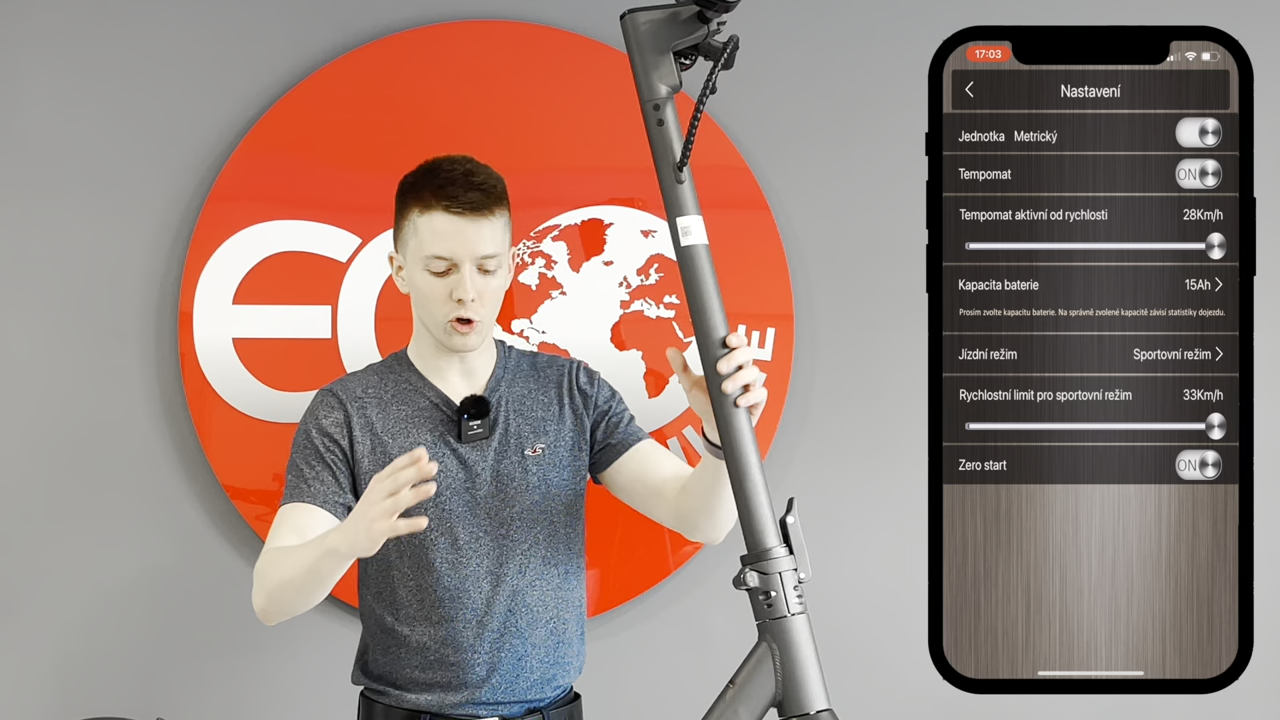 ECO
17:03
Nastavení
Jednotka Metrický
Tempomat
ON
Tempomat aktivní od rychlosti
28Km/h
Kapacita baterie
15Ah
Prosím zvolte kapacitu baterie. Na správně zvolené kapacitě závisí statistiky dojezdu.
Jízdní režim
Sportovní režim
Rychlostní limit pro sportovní režim
33Km/h
Zero start
ON